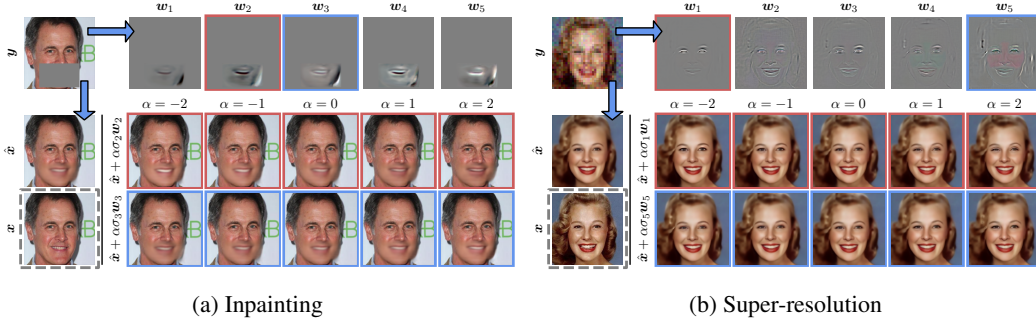 w₁ w₂ w₃ w₄ w₅
y
α = −2 α = −1 α = 0 α = 1 α = 2
x̂
x̂ + ασ₂w₂
x
x̂ + ασ₃w₃
(a) Inpainting
w₁ w₂ w₃ w₄ w₅
y
α = −2 α = −1 α = 0 α = 1 α = 2
x̂
x̂ + ασ₁w₁
x
x̂ + ασ₅w₅
(b) Super-resolution